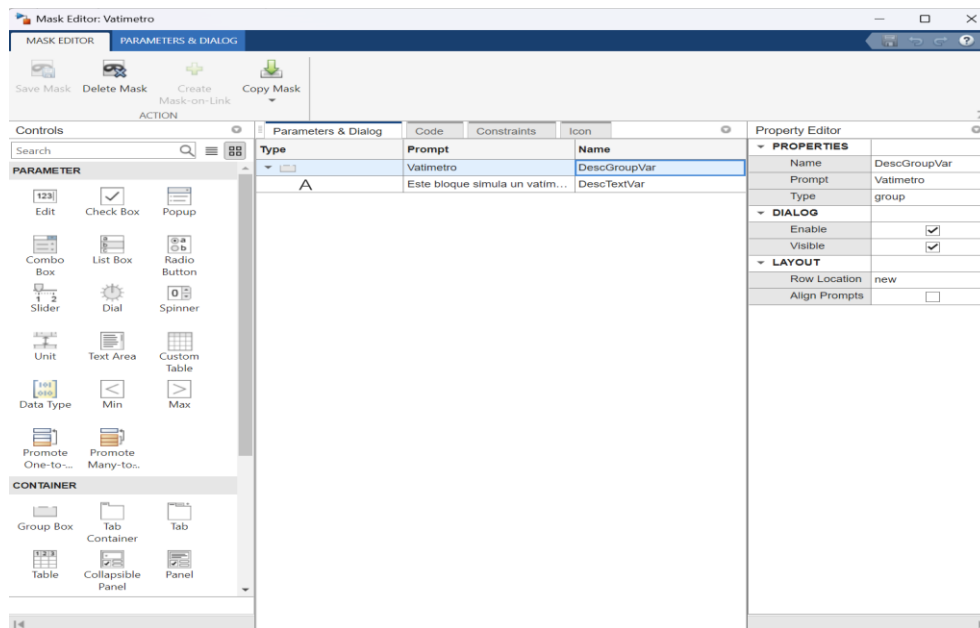 Mask Editor: Vatimetro
MASK EDITOR PARAMETERS & DIALOG
Save Mask Delete Mask Create Mask-on-Link Copy Mask
ACTION
Controls
Search
PARAMETER
Edit Check Box Popup
Combo Box List Box Radio Button
Slider Dial Spinner
Unit Text Area Custom Table
Data Type Min Max
Promote One-to-... Promote Many-to...
CONTAINER
Group Box Tab Container Tab
Table Collapsible Panel Panel
Parameters & Dialog Code Constraints Icon
Type Prompt Name
Vatimetro DescGroupVar
A Este bloque simula un vatím... DescTextVar
Property Editor
PROPERTIES
Name DescGroupVar
Prompt Vatimetro
Type group
DIALOG
Enable
Visible
LAYOUT
Row Location new
Align Prompts